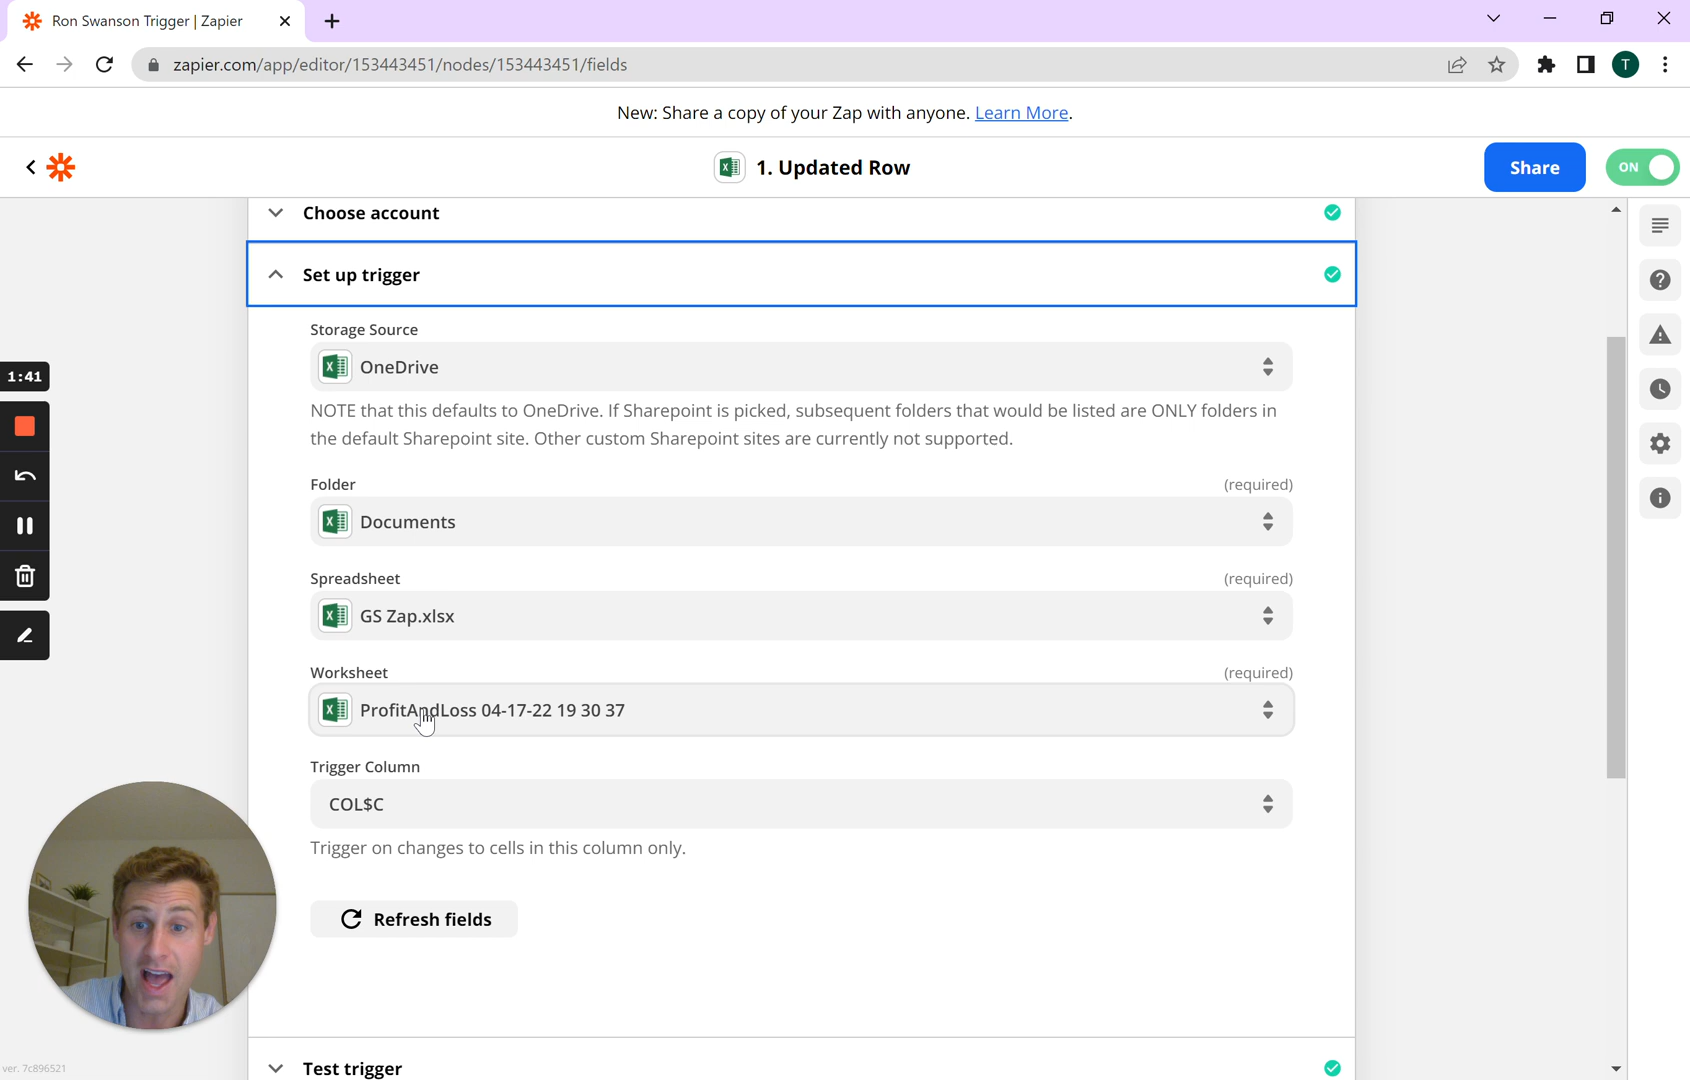 Ron Swanson Trigger | Zapier
zapier.com/app/editor/153443451/nodes/153443451/fields
T
New: Share a copy of your Zap with anyone. Learn More.
1. Updated Row
Share
ON
Choose account
Set up trigger
Storage Source
OneDrive
NOTE that this defaults to OneDrive. If Sharepoint is picked, subsequent folders that would be listed are ONLY folders in
the default Sharepoint site. Other custom Sharepoint sites are currently not supported.
1:41
Folder (required)
Documents
Spreadsheet (required)
GS Zap.xlsx
Worksheet (required)
ProfitAndLoss 04-17-22 19 30 37
Trigger Column
COL$C
Trigger on changes to cells in this column only.
Refresh fields
Test trigger
ver. 7c896521